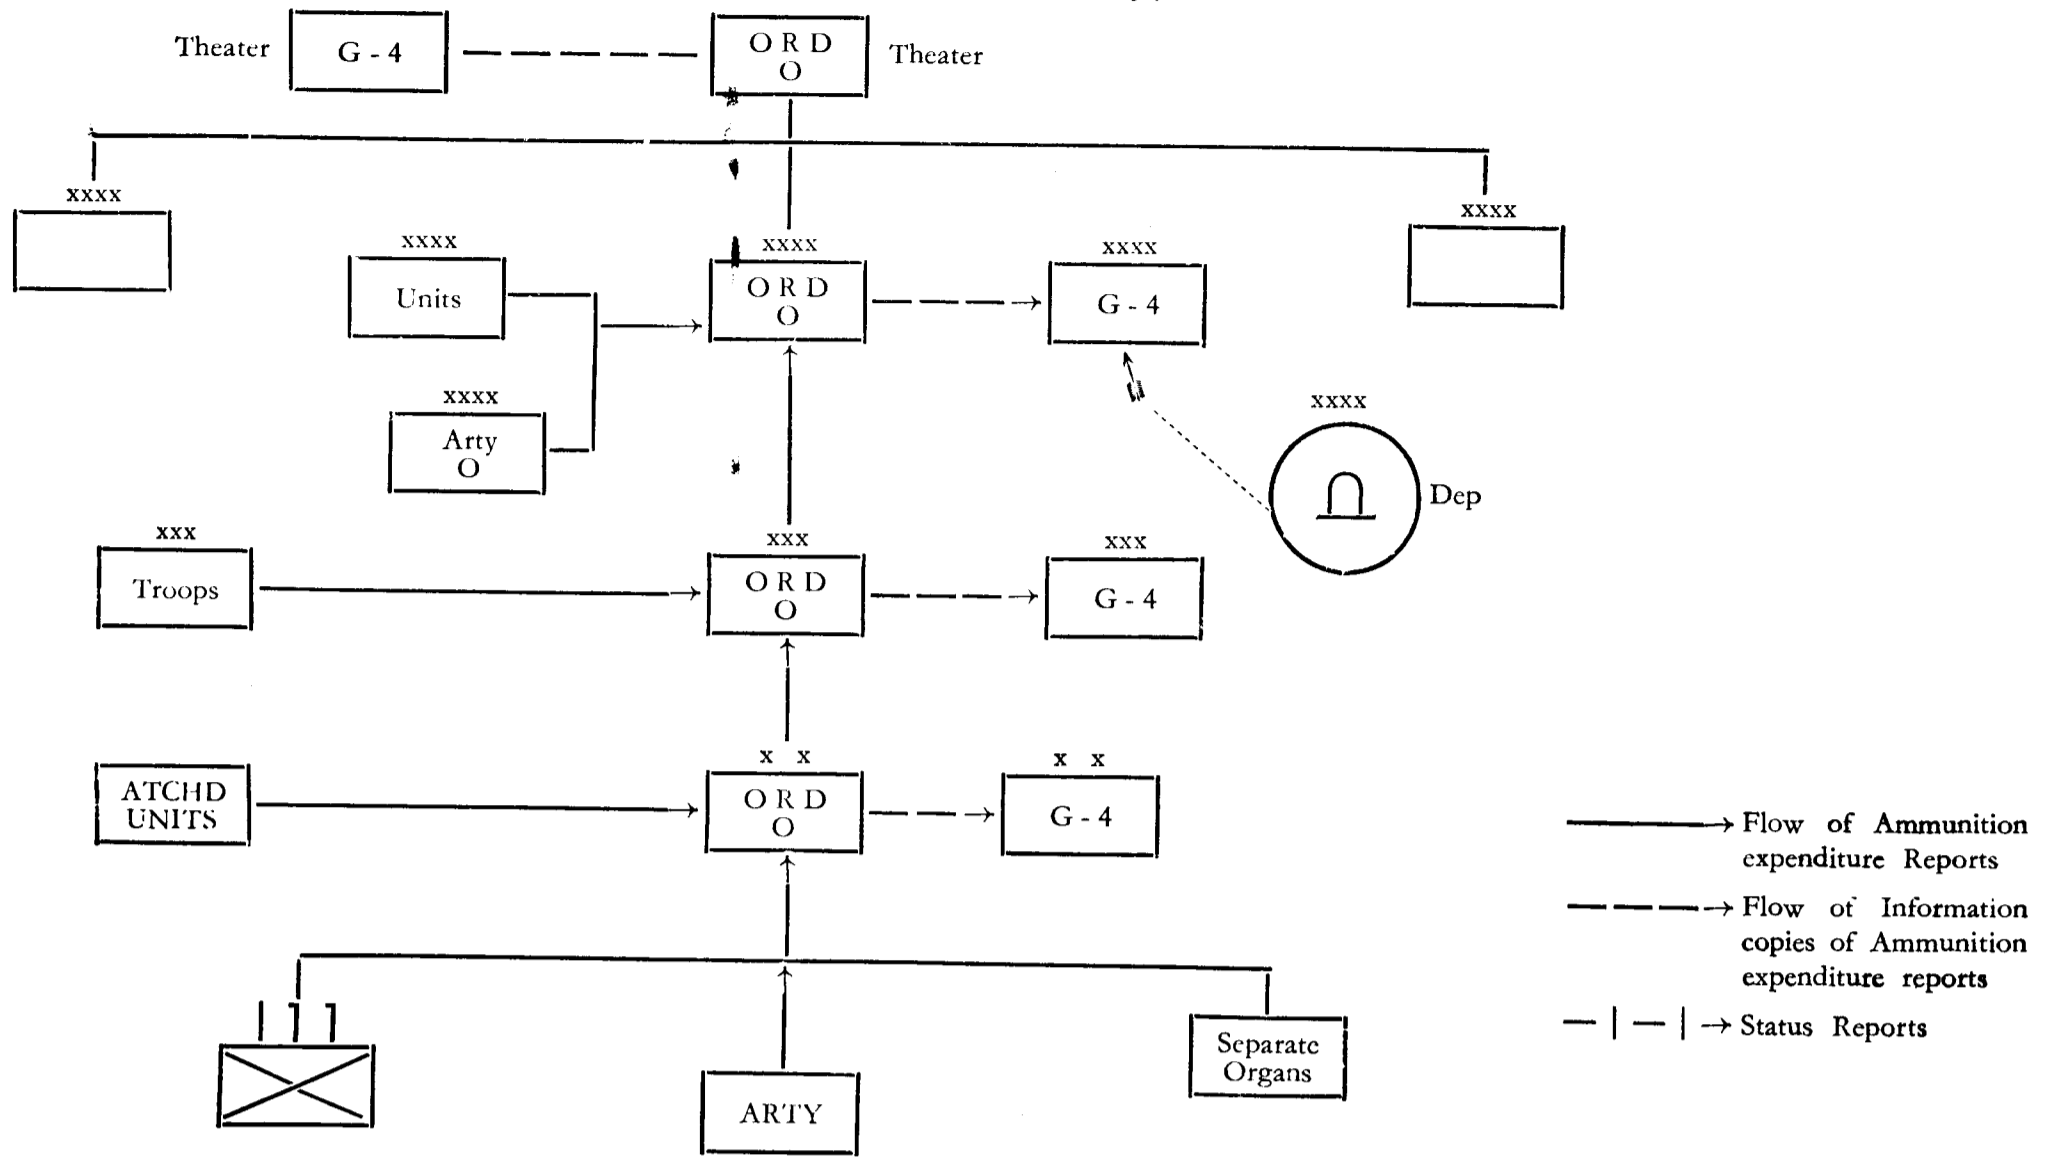 Theater
G - 4
O R D
O
Theater
xxxx
xxxx
xxxx
Units
xxxx
O R D
O
xxxx
G - 4
xxxx
Arty
O
xxxx
Dep
xxx
Troops
xxx
O R D
O
xxx
G - 4
ATCHD
UNITS
x x
O R D
O
x x
G - 4
Flow of Ammunition
expenditure Reports
Flow of Information
copies of Ammunition
expenditure reports
Status Reports
ARTY
Separate
Organs